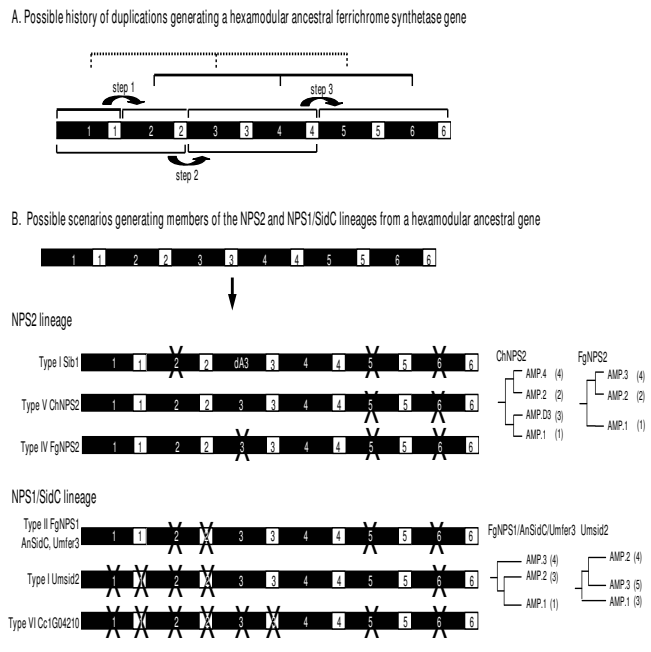 A. Possible history of duplications generating a hexamodular ancestral ferrichrome synthetase gene
step 1
step 3
1 1 2 2 3 3 4 4 5 5 6 6
step 2
B. Possible scenarios generating members of the NPS2 and NPS1/SidC lineages from a hexamodular ancestral gene
1 1 2 2 3 3 4 4 5 5 6 6
NPS2 lineage
ChNPS2 FgNPS2
Type I Sib1 1 1 2 2 dA3 3 4 4 5 5 6 6
AMP.4 (4)
AMP.2 (2)
AMP.D3 (3)
AMP.1 (1)
AMP.3 (4)
AMP.2 (2)
AMP.1 (1)
Type V ChNPS2 1 1 2 2 3 3 4 4 5 5 6 6
Type IV FgNPS2 1 1 2 2 3 3 4 4 5 5 6 6
NPS1/SidC lineage
Type II FgNPS1
AnSidC, Umfer3 1 1 2 2 3 3 4 4 5 5 6 6
FgNPS1/AnSidC/Umfer3 Umsid2
AMP.3 (4)
AMP.2 (3)
AMP.1 (1)
AMP.2 (4)
AMP.3 (5)
AMP.1 (3)
Type I Umsid2 1 1 2 2 3 3 4 4 5 5 6 6
Type VI Cc1G04210 1 1 2 2 3 3 4 4 5 5 6 6